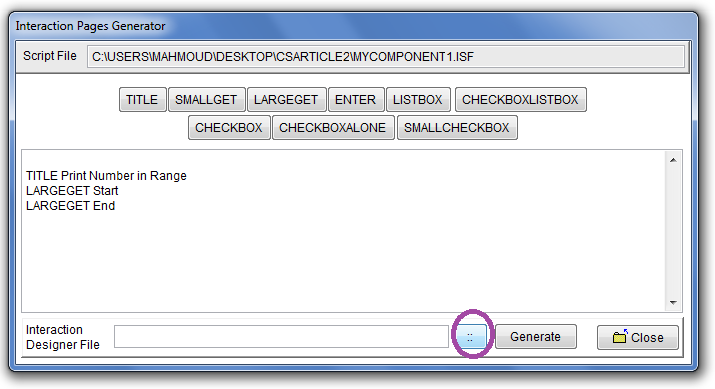 Interaction Pages Generator
Script File C:\USERS\MAHMOUD\DESKTOP\CSARTICLE2\MYCOMPONENT1.ISF
TITLE SMALLGET LARGEGET ENTER LISTBOX CHECKBOXLISTBOX
CHECKBOX CHECKBOXALONE SMALLCHECKBOX
TITLE Print Number in Range
LARGEGET Start
LARGEGET End
Interaction
Designer File :: Generate Close